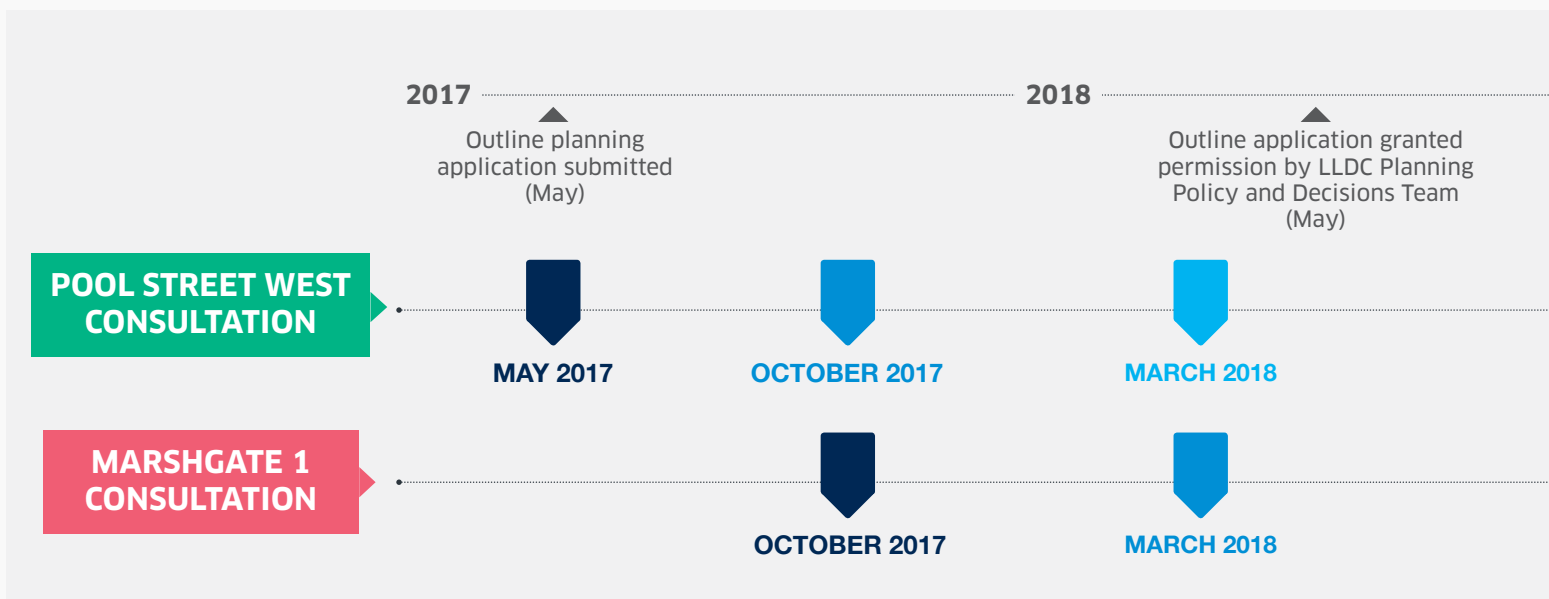 2017
2018
Outline planning
application submitted
(May)
Outline application granted
permission by LLDC Planning
Policy and Decisions Team
(May)
POOL STREET WEST
CONSULTATION
MAY 2017
OCTOBER 2017
MARCH 2018
MARSHGATE 1
CONSULTATION
OCTOBER 2017
MARCH 2018